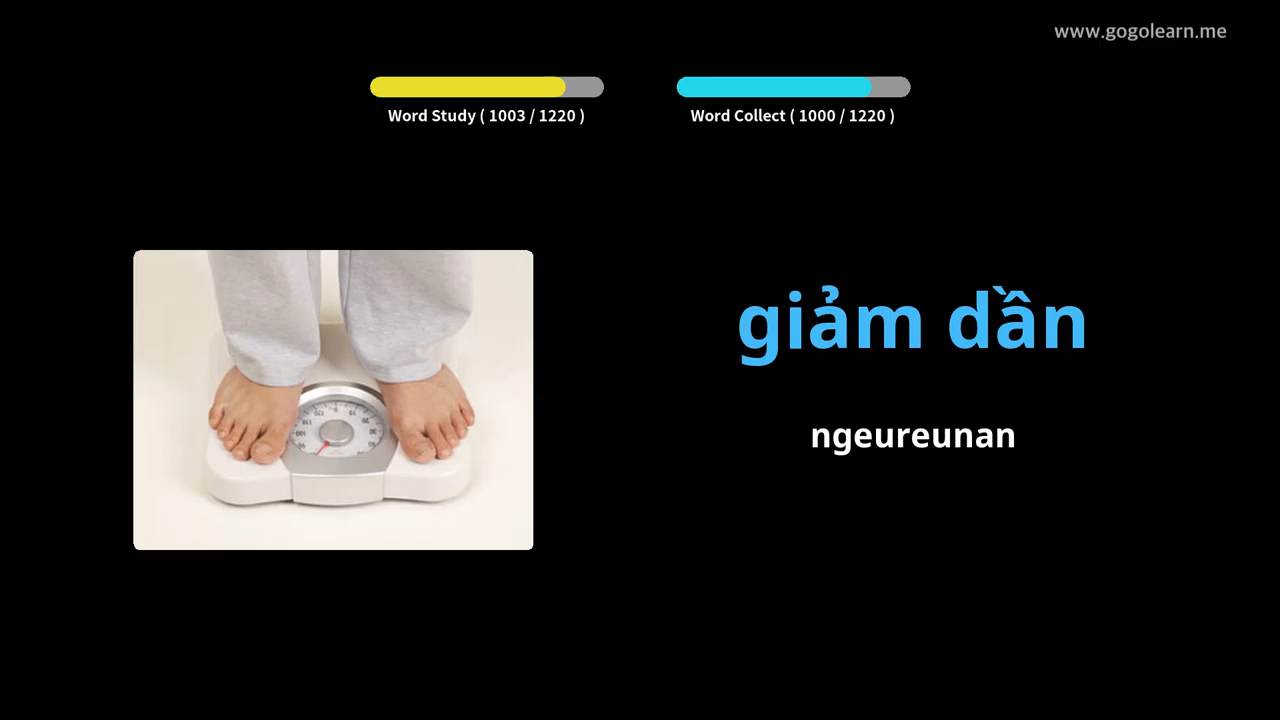 www.gogolearn.me
Word Study ( 1003 / 1220 )
Word Collect ( 1000 / 1220 )
giảm dần
ngeureunan